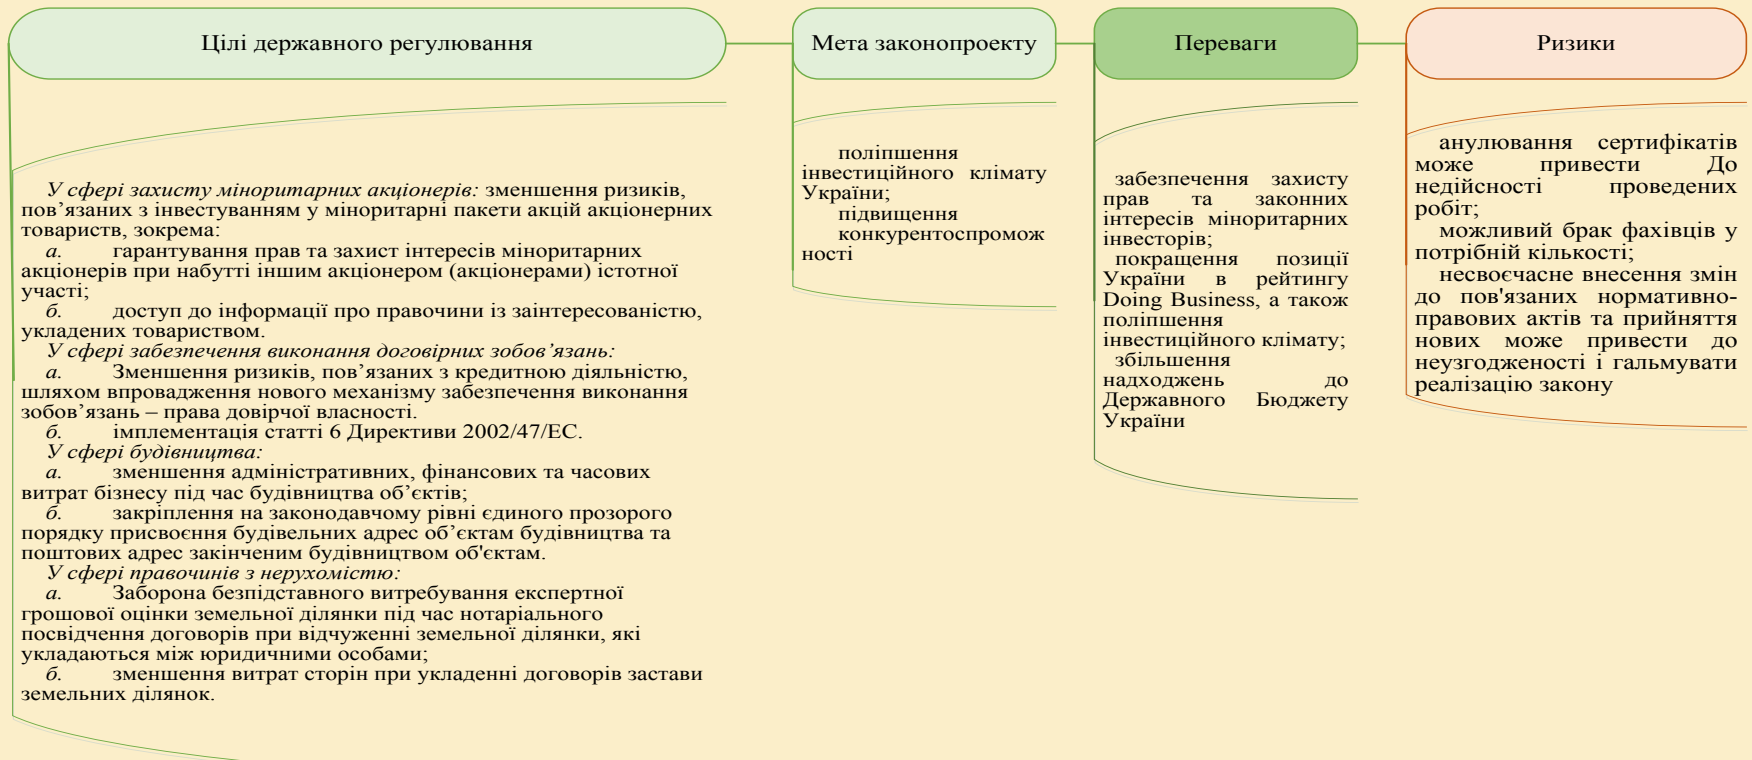 Цілі державного регулювання
У сфері захисту міноритарних акціонерів: зменшення ризиків,
пов’язаних з інвестуванням у міноритарні пакети акцій акціонерних
товариств, зокрема:
а. гарантування прав та захист інтересів міноритарних
акціонерів при набутті іншим акціонером (акціонерами) істотної
участі;
б. доступ до інформації про правочини із заінтересованістю,
укладених товариством.
У сфері забезпечення виконання договірних зобов’язань:
а. Зменшення ризиків, пов’язаних з кредитною діяльністю,
шляхом впровадження нового механізму забезпечення виконання
зобов’язань – права довірчої власності.
б. імплементація статті 6 Директиви 2002/47/ЕС.
У сфері будівництва:
а. зменшення адміністративних, фінансових та часових
витрат бізнесу під час будівництва об’єктів;
б. закріплення на законодавчому рівні єдиного прозорого
порядку присвоєння будівельних адрес об’єктам будівництва та
поштових адрес закінченим будівництвом об'єктам.
У сфері правочинів з нерухомістю:
а. Заборона безпідставного витребування експертної
грошової оцінки земельної ділянки під час нотаріального
посвідчення договорів при відчуженні земельної ділянки, які
укладаються між юридичними особами;
б. зменшення витрат сторін при укладенні договорів застави
земельних ділянок.
Мета законопроекту
поліпшення
інвестиційного клімату
України;
підвищення
конкурентоспромож
ності
Переваги
забезпечення захисту
прав та законних
інтересів міноритарних
інвесторів;
покращення позиції
України в рейтингу
Doing Business, а також
поліпшення
інвестиційного клімату;
збільшення
надходжень до
Державного Бюджету
України
Ризики
анулювання сертифікатів
може привести До
недійсності проведених
робіт;
можливий брак фахівців у
потрібній кількості;
несвоєчасне внесення змін
до пов'язаних нормативно-
правових актів та прийняття
нових може привести до
неузгодженості і гальмувати
реалізацію закону